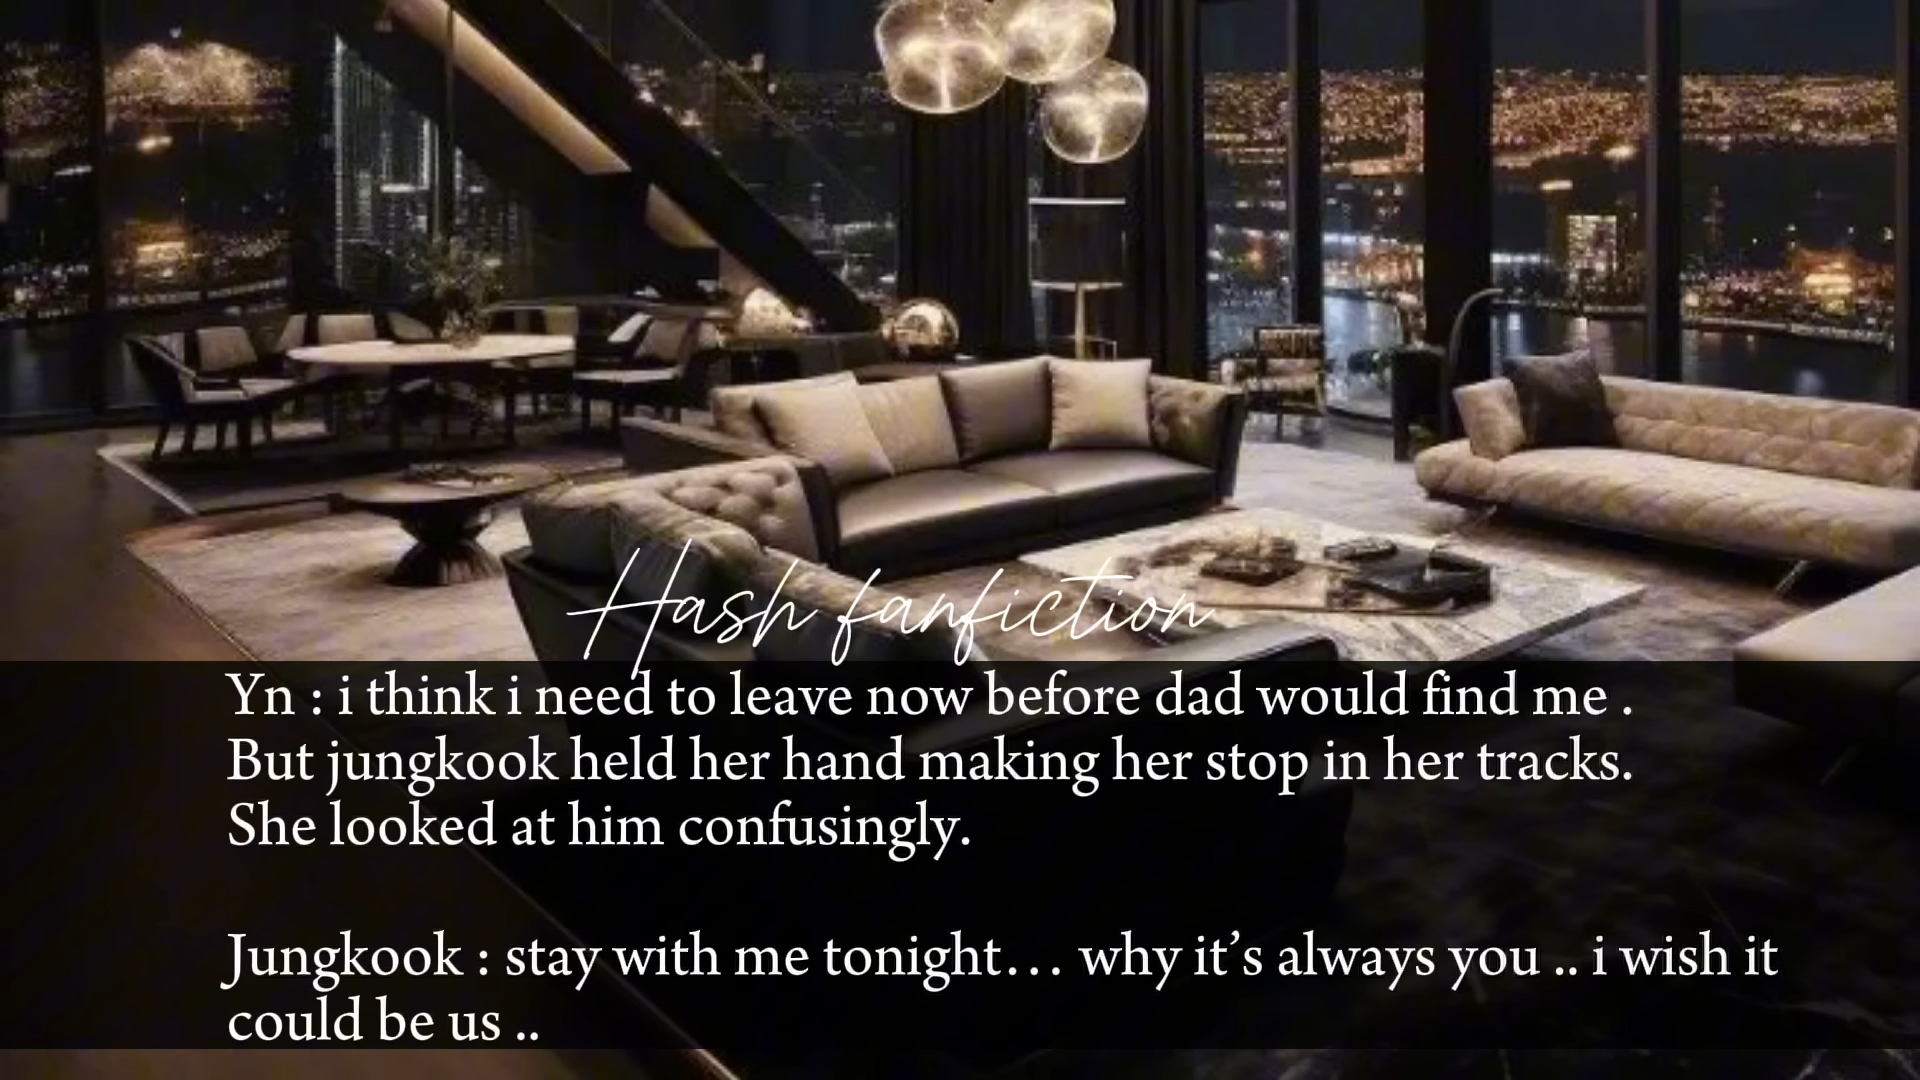 Hash fanfiction
Yn : i think i need to leave now before dad would find me .
But jungkook held her hand making her stop in her tracks.
She looked at him confusingly.
Jungkook : stay with me tonight… why it’s always you .. i wish it
could be us ..